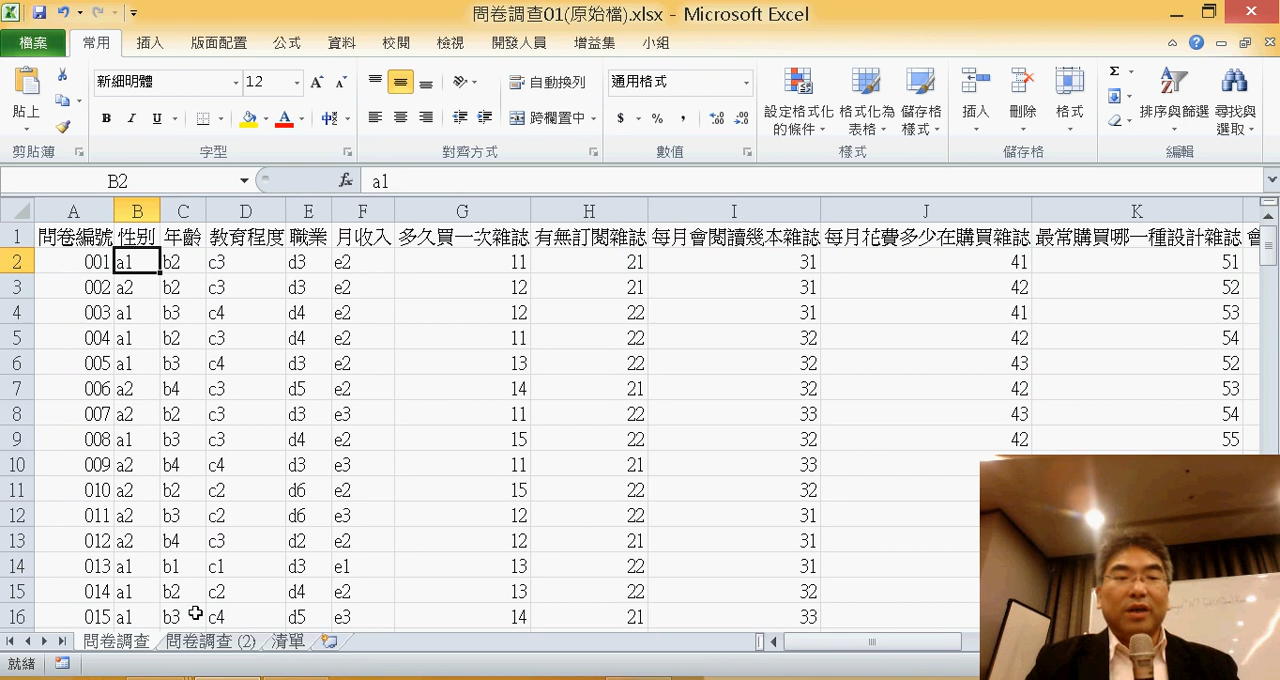 問卷調查01(原始檔).xlsx - Microsoft Excel
檔案 常用 插入 版面配置 公式 資料 校閱 檢視 開發人員 增益集 小組
新細明體 12 自動換列 通用格式
貼上 B I U A 跨欄置中 $ % , 設定格式化的條件 格式化為表格 儲存格樣式 插入 刪除 格式 Σ 排序與篩選 尋找與選取
剪貼簿 字型 對齊方式 數值 樣式 儲存格 編輯
B2 fx a1
A B C D E F G H I J K
1 問卷編號 性別 年齡 教育程度 職業 月收入 多久買一次雜誌 有無訂閱雜誌 每月會閱讀幾本雜誌 每月花費多少在購買雜誌 最常購買哪一種設計雜誌 會
2 001 a1 b2 c3 d3 e2 11 21 31 41 51
3 002 a2 b2 c3 d3 e2 12 21 31 42 52
4 003 a1 b3 c4 d4 e2 12 22 31 41 53
5 004 a1 b2 c3 d4 e2 11 22 32 42 54
6 005 a1 b3 c4 d3 e2 13 22 32 43 52
7 006 a2 b4 c3 d5 e2 14 21 32 42 53
8 007 a2 b2 c3 d3 e3 11 22 33 43 54
9 008 a1 b3 c3 d4 e2 15 22 32 42 55
10 009 a2 b4 c4 d3 e3 11 21 33
11 010 a2 b2 c2 d6 e2 15 22 32
12 011 a2 b3 c2 d6 e3 12 22 31
13 012 a2 b4 c3 d2 e2 12 21 31
14 013 a1 b1 c1 d3 e1 13 22 31
15 014 a1 b2 c2 d4 e2 13 22 32
16 015 a1 b3 c4 d5 e3 14 21 33
問卷調查 問卷調查 (2) 清單
就緒